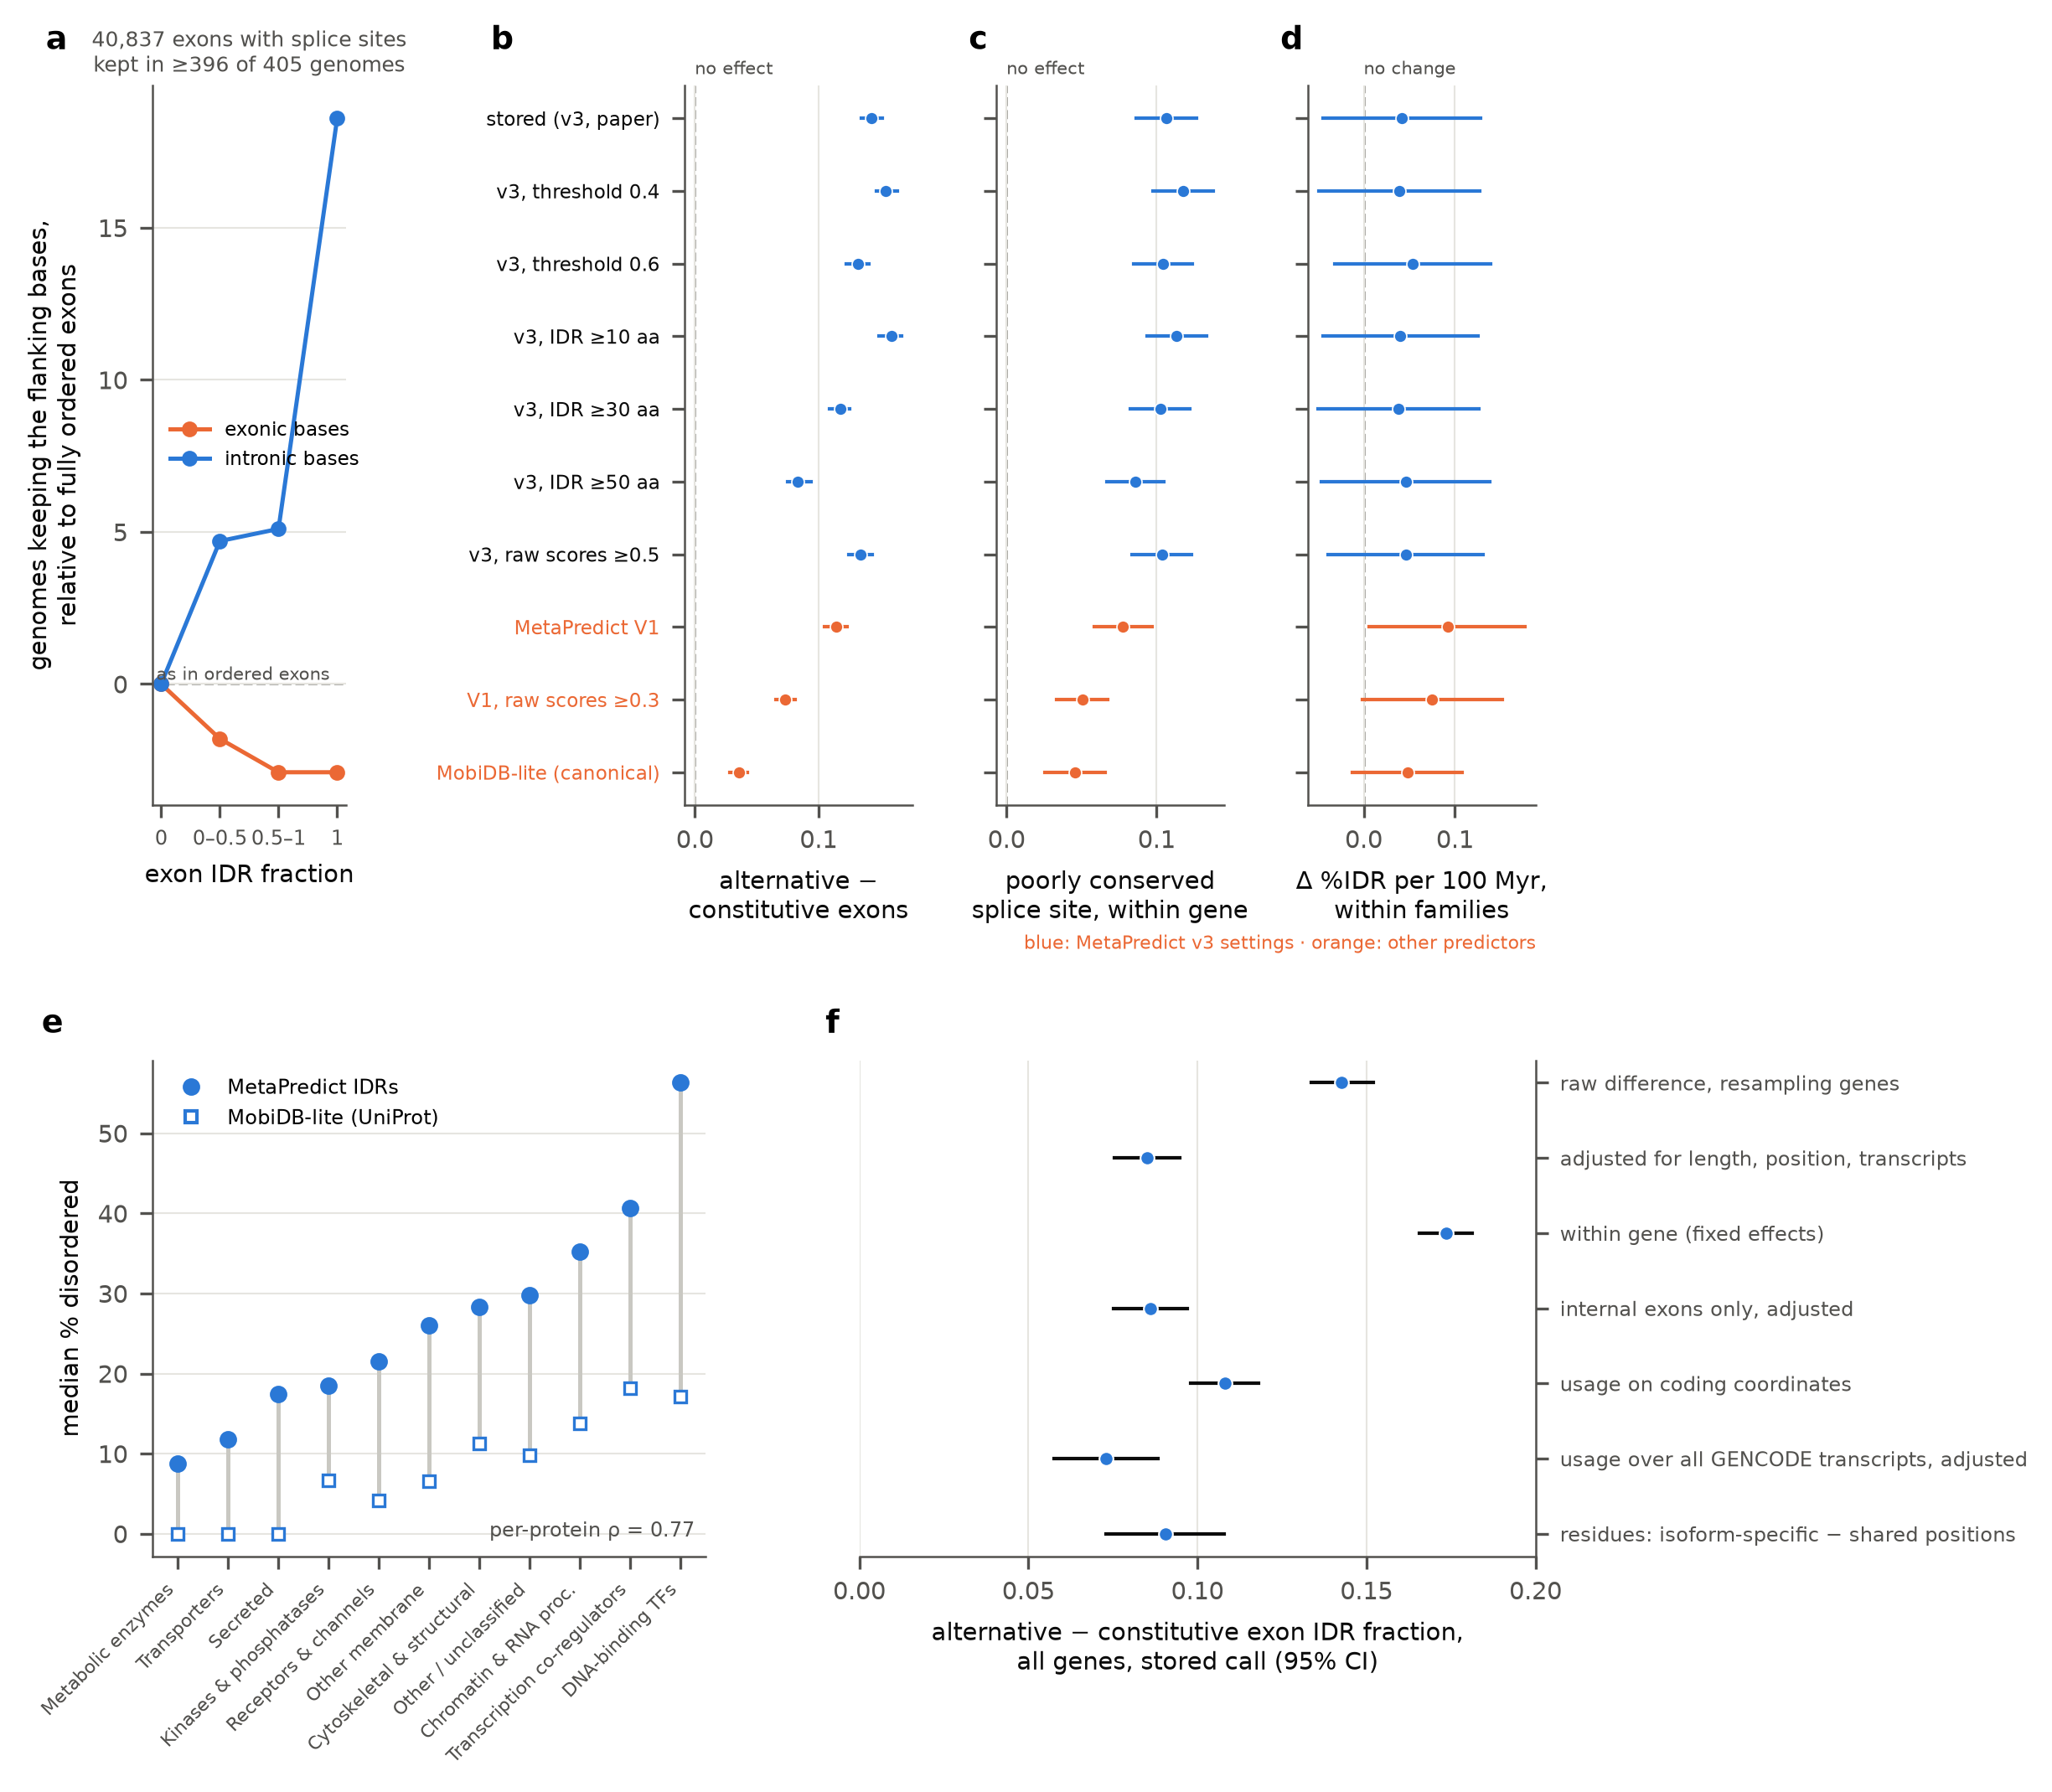 a
40,837 exons with splice sites
kept in ≥396 of 405 genomes
genomes keeping the flanking bases,
relative to fully ordered exons
15
10
5
0
exonic bases
intronic bases
as in ordered exons
0
0–0.5
0.5–1
1
exon IDR fraction
b
no effect
stored (v3, paper)
v3, threshold 0.4
v3, threshold 0.6
v3, IDR ≥10 aa
v3, IDR ≥30 aa
v3, IDR ≥50 aa
v3, raw scores ≥0.5
MetaPredict V1
V1, raw scores ≥0.3
MobiDB-lite (canonical)
0.0
0.1
alternative −
constitutive exons
c
no effect
0.0
0.1
poorly conserved
splice site, within gene
d
no change
0.0
0.1
Δ %IDR per 100 Myr,
within families
blue: MetaPredict v3 settings · orange: other predictors
e
MetaPredict IDRs
MobiDB-lite (UniProt)
median % disordered
50
40
30
20
10
0
per-protein ρ = 0.77
Metabolic enzymes
Transporters
Secreted
Kinases & phosphatases
Receptors & channels
Other membrane
Cytoskeletal & structural
Other / unclassified
Chromatin & RNA proc.
Transcription co-regulators
DNA-binding TFs
f
raw difference, resampling genes
adjusted for length, position, transcripts
within gene (fixed effects)
internal exons only, adjusted
usage on coding coordinates
usage over all GENCODE transcripts, adjusted
residues: isoform-specific − shared positions
0.00
0.05
0.10
0.15
0.20
alternative − constitutive exon IDR fraction,
all genes, stored call (95% CI)